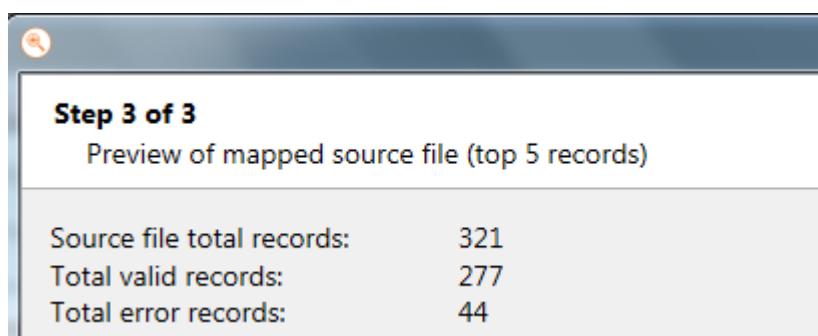 Step 3 of 3
Preview of mapped source file (top 5 records)
Source file total records: 321
Total valid records: 277
Total error records: 44